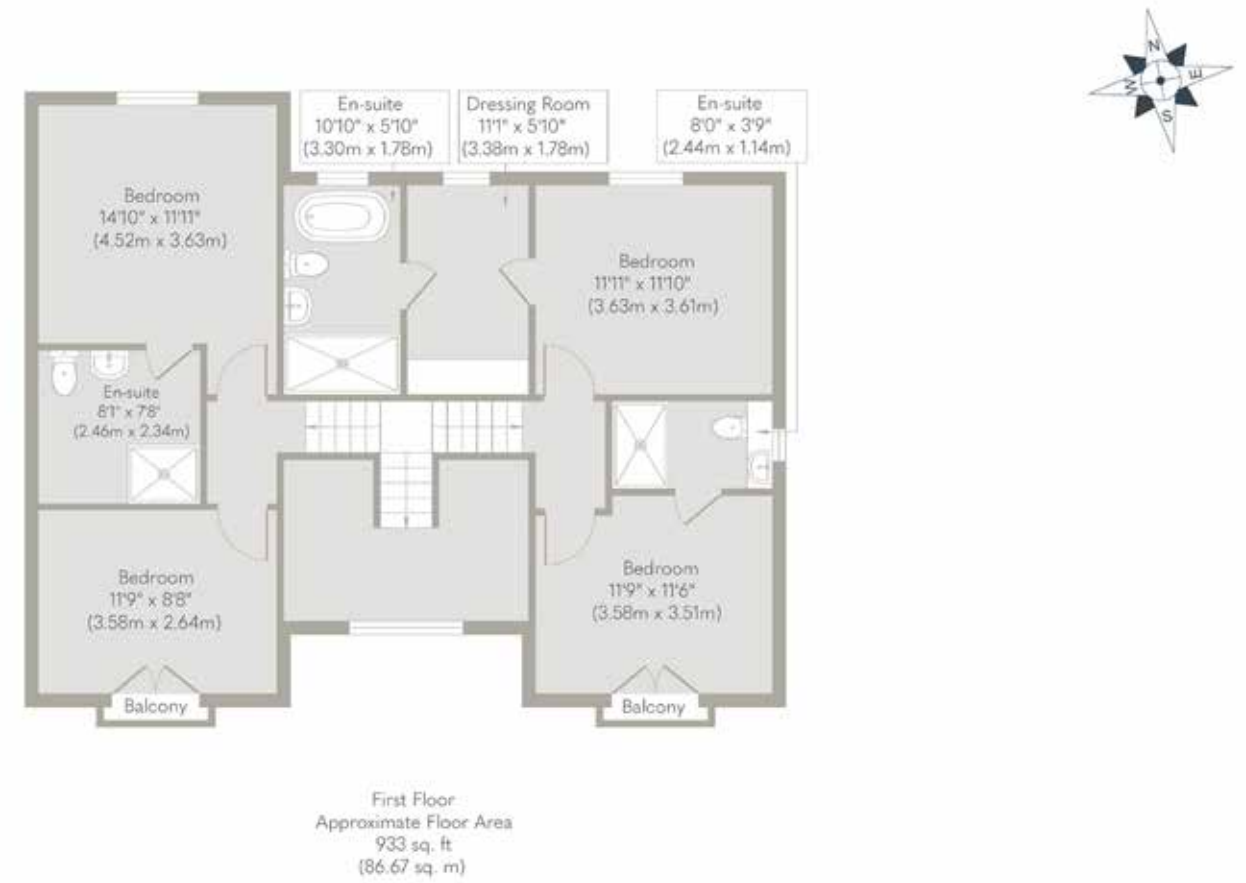 N
E
W
S
En-suite
10'10" x 5'10"
(3.30m x 1.78m)
Dressing Room
11'1" x 5'10"
(3.38m x 1.78m)
En-suite
8'0" x 3'9"
(2.44m x 1.14m)
Bedroom
14'10" x 11'11"
(4.52m x 3.63m)
Bedroom
11'11" x 11'10"
(3.63m x 3.61m)
En-suite
8'1" x 7'8"
(2.46m x 2.34m)
Bedroom
11'9" x 8'8"
(3.58m x 2.64m)
Bedroom
11'9" x 11'6"
(3.58m x 3.51m)
Balcony
Balcony
First Floor
Approximate Floor Area
933 sq. ft
(86.67 sq. m)